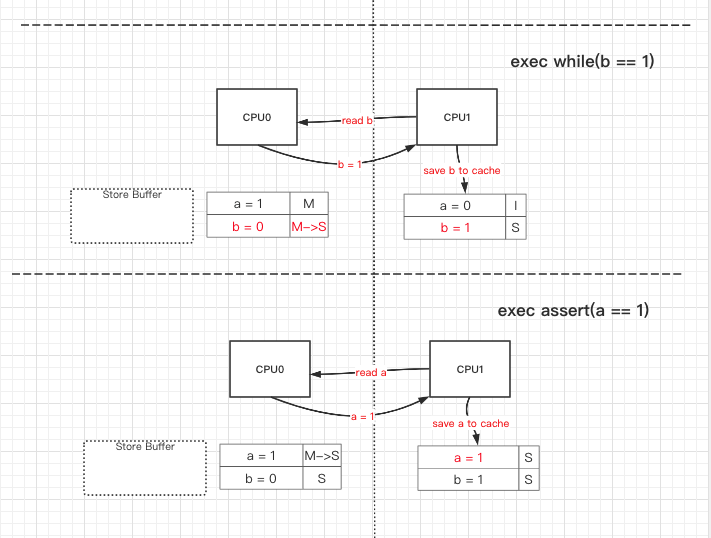 exec while(b == 1)
CPU0
CPU1
read b
b = 1
save b to cache
Store Buffer
a = 1 M
b = 0 M->S
a = 0 I
b = 1 S
exec assert(a == 1)
CPU0
CPU1
read a
a = 1
save a to cache
Store Buffer
a = 1 M->S
b = 0 S
a = 1 S
b = 1 S